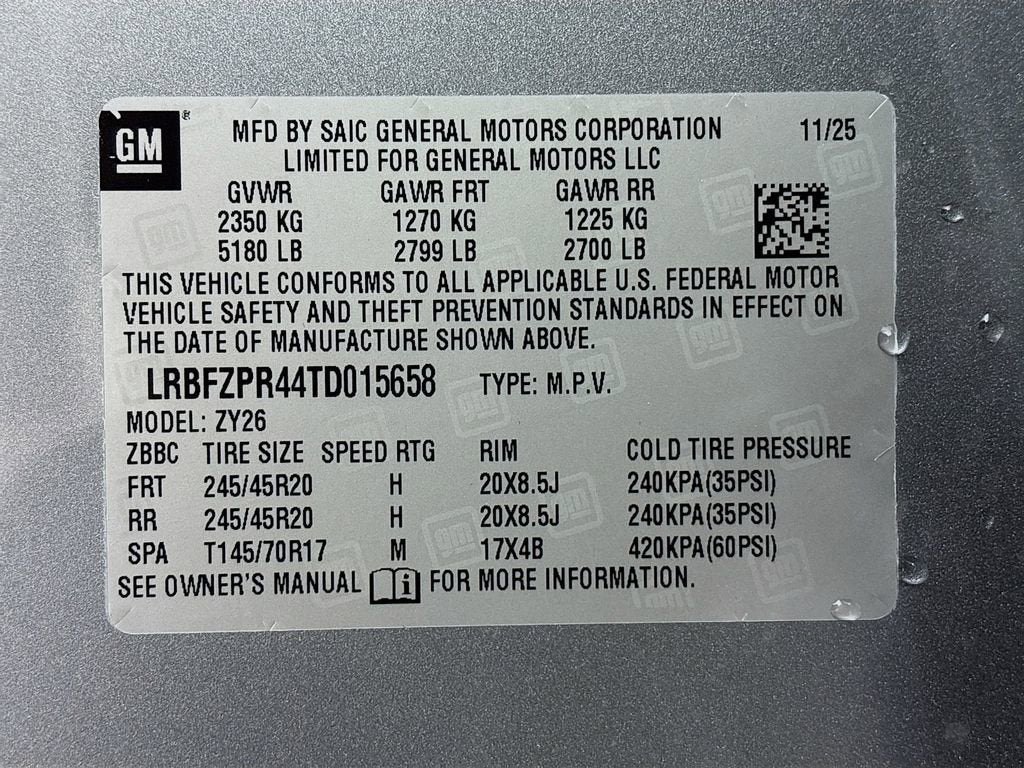 GM ®
MFD BY SAIC GENERAL MOTORS CORPORATION 11/25
LIMITED FOR GENERAL MOTORS LLC
GVWR GAWR FRT GAWR RR
2350 KG 1270 KG 1225 KG
5180 LB 2799 LB 2700 LB
THIS VEHICLE CONFORMS TO ALL APPLICABLE U.S. FEDERAL MOTOR
VEHICLE SAFETY AND THEFT PREVENTION STANDARDS IN EFFECT ON
THE DATE OF MANUFACTURE SHOWN ABOVE.
LRBFZPR44TD015658 TYPE: M.P.V.
MODEL: ZY26
ZBBC TIRE SIZE SPEED RTG RIM COLD TIRE PRESSURE
FRT 245/45R20 H 20X8.5J 240KPA(35PSI)
RR 245/45R20 H 20X8.5J 240KPA(35PSI)
SPA T145/70R17 M 17X4B 420KPA(60PSI)
SEE OWNER'S MANUAL i FOR MORE INFORMATION.